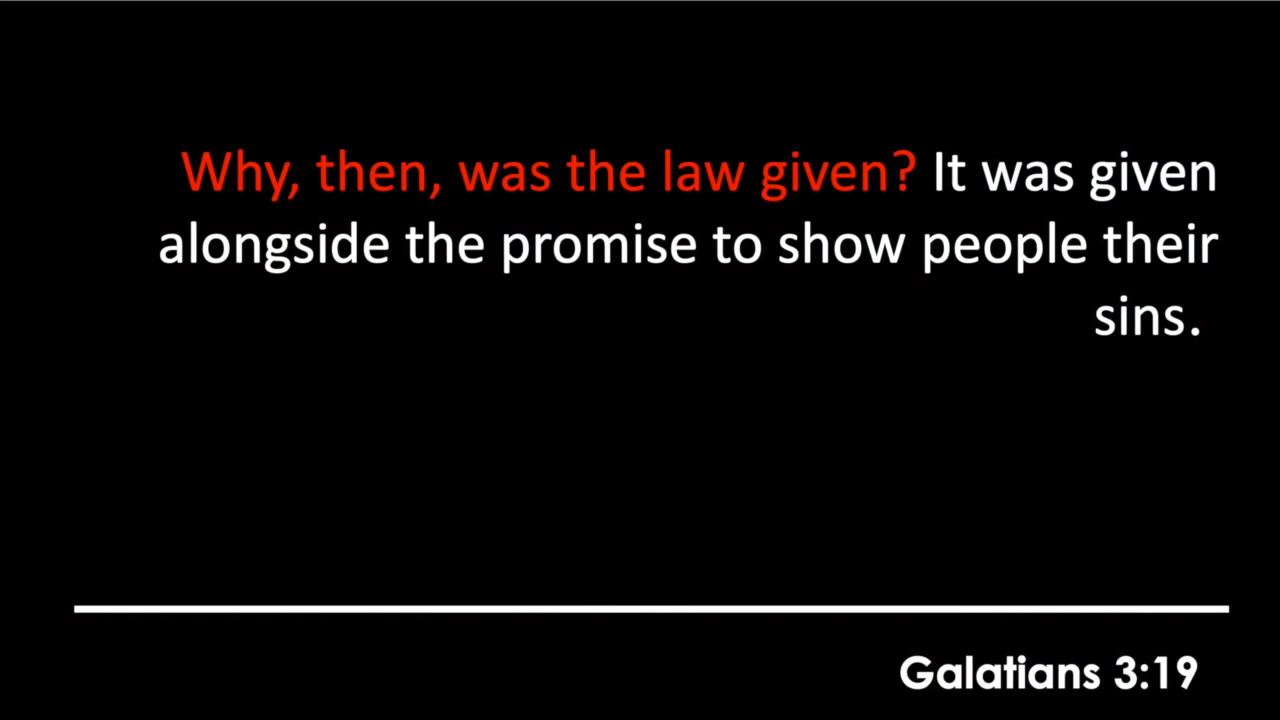 Why, then, was the law given? It was given
alongside the promise to show people their
sins.
Galatians 3:19